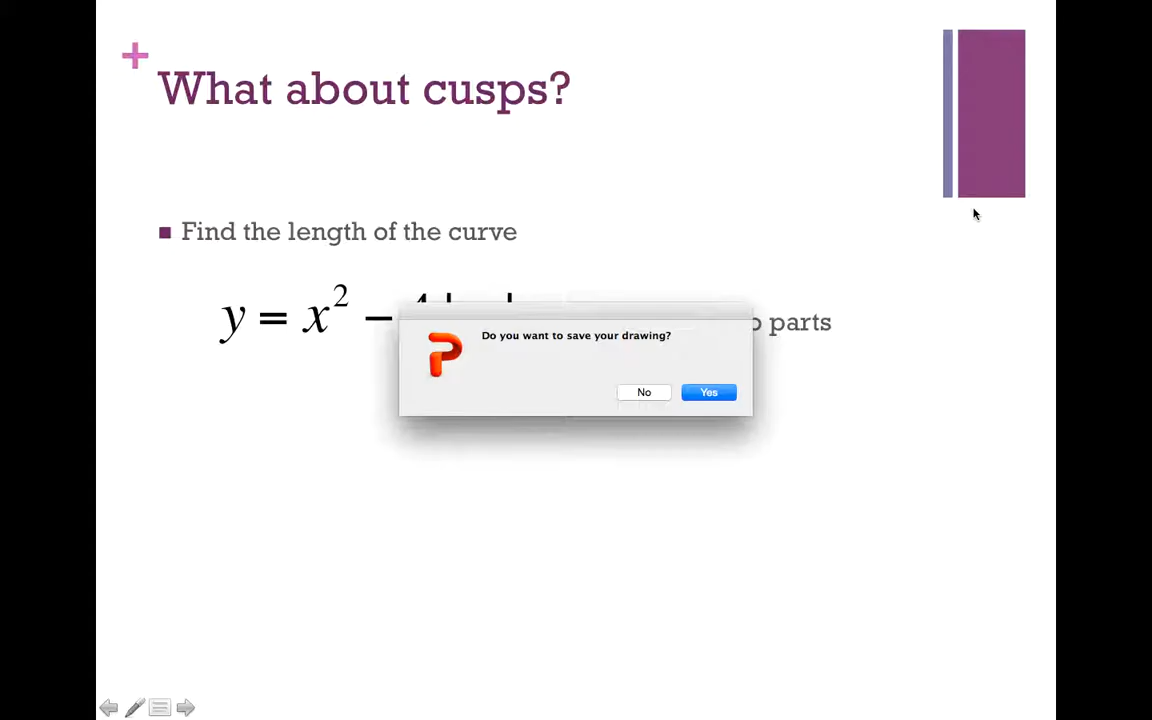 +
What about cusps?
■ Find the length of the curve
y = x² − parts
Do you want to save your drawing?
No Yes